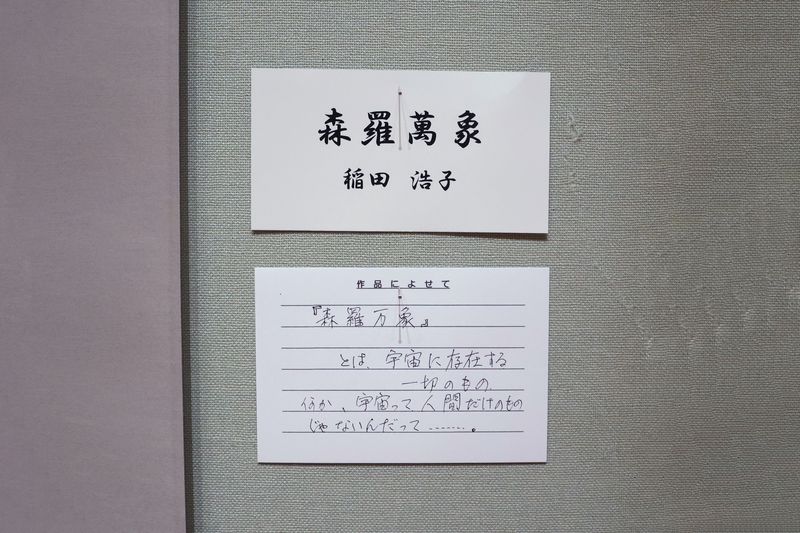 森羅萬象
稲田 浩子
作品によせて
『森羅万象』
とは、宇宙に存在する
一切のもの、
何か、宇宙って人間だけのもの
じゃないんだって……。